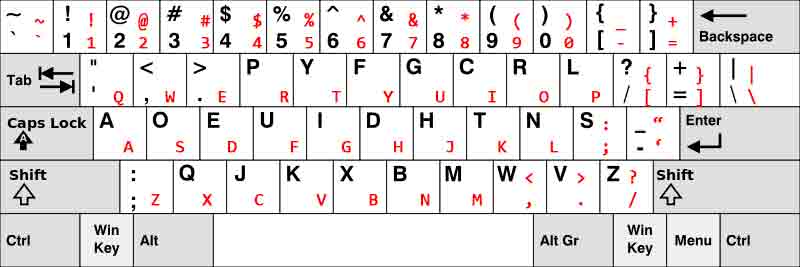 ~ ~ ! ! @ @ # # $ $ % % ^ ^ & & * * ( ( ) ) { _ } +
` ` 1 1 2 2 3 3 4 4 5 5 6 6 7 7 8 8 9 9 0 0 [ - ] = Backspace
Tab " < > P Y F G C R L ? { + } | |
' Q , W . E R T Y U I O P / [ = ] \ \
Caps Lock A O E U I D H T N S : _ “ Enter
A A S D F G H J K L ; - ‘
Shift : Q J K X B M W < V > Z ? Shift
; Z X C V B N M , . /
Ctrl Win Key Alt Alt Gr Win Key Menu Ctrl